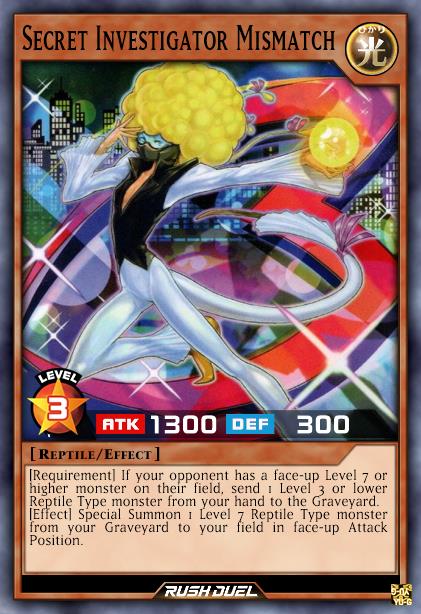 Secret Investigator Mismatch
ひかり
光
LEVEL
3
ATK 1300 DEF 300
[ Reptile/Effect ]
[Requirement] If your opponent has a face-up Level 7 or
higher monster on their field, send 1 Level 3 or lower
Reptile Type monster from your hand to the Graveyard.
[Effect] Special Summon 1 Level 7 Reptile Type monster
from your Graveyard to your field in face-up Attack
Position.
RUSH DUEL